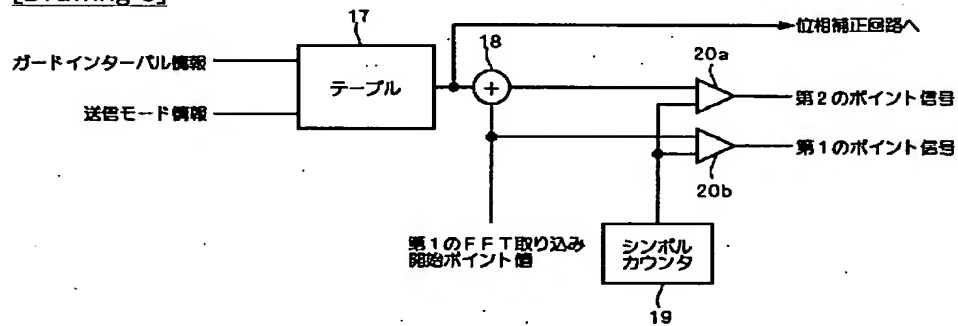 17
位相補正回路へ
ガードインターバル情報
18
20a
テーブル
第2のポイント信号
送信モード情報
第1のポイント信号
20b
第1のFFT取り込み
開始ポイント値
シンボル
カウンタ
19